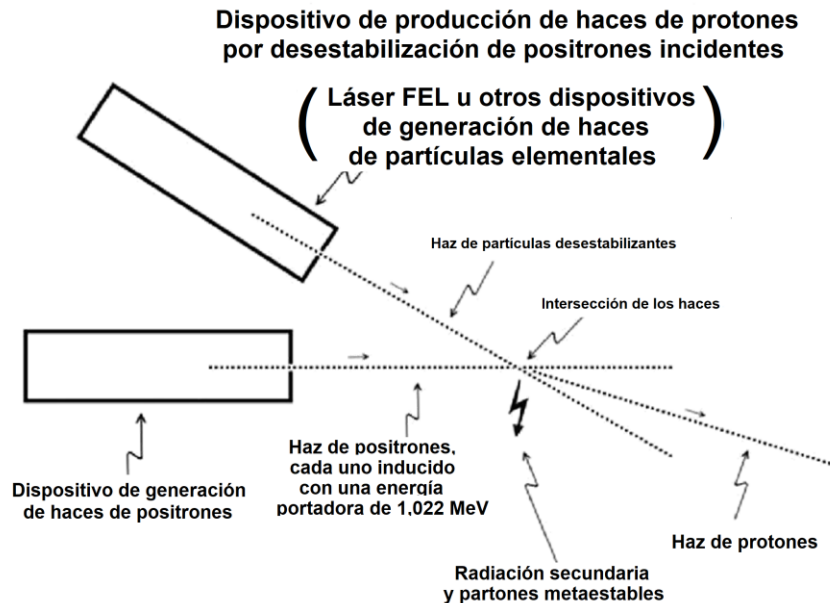 Dispositivo de producción de haces de protones
por desestabilización de positrones incidentes
( Láser FEL u otros dispositivos
de generación de haces
de partículas elementales )
Haz de partículas desestabilizantes
Intersección de los haces
Haz de positrones,
cada uno inducido
con una energía
portadora de 1,022 MeV
Dispositivo de generación
de haces de positrones
Haz de protones
Radiación secundaria
y partones metaestables